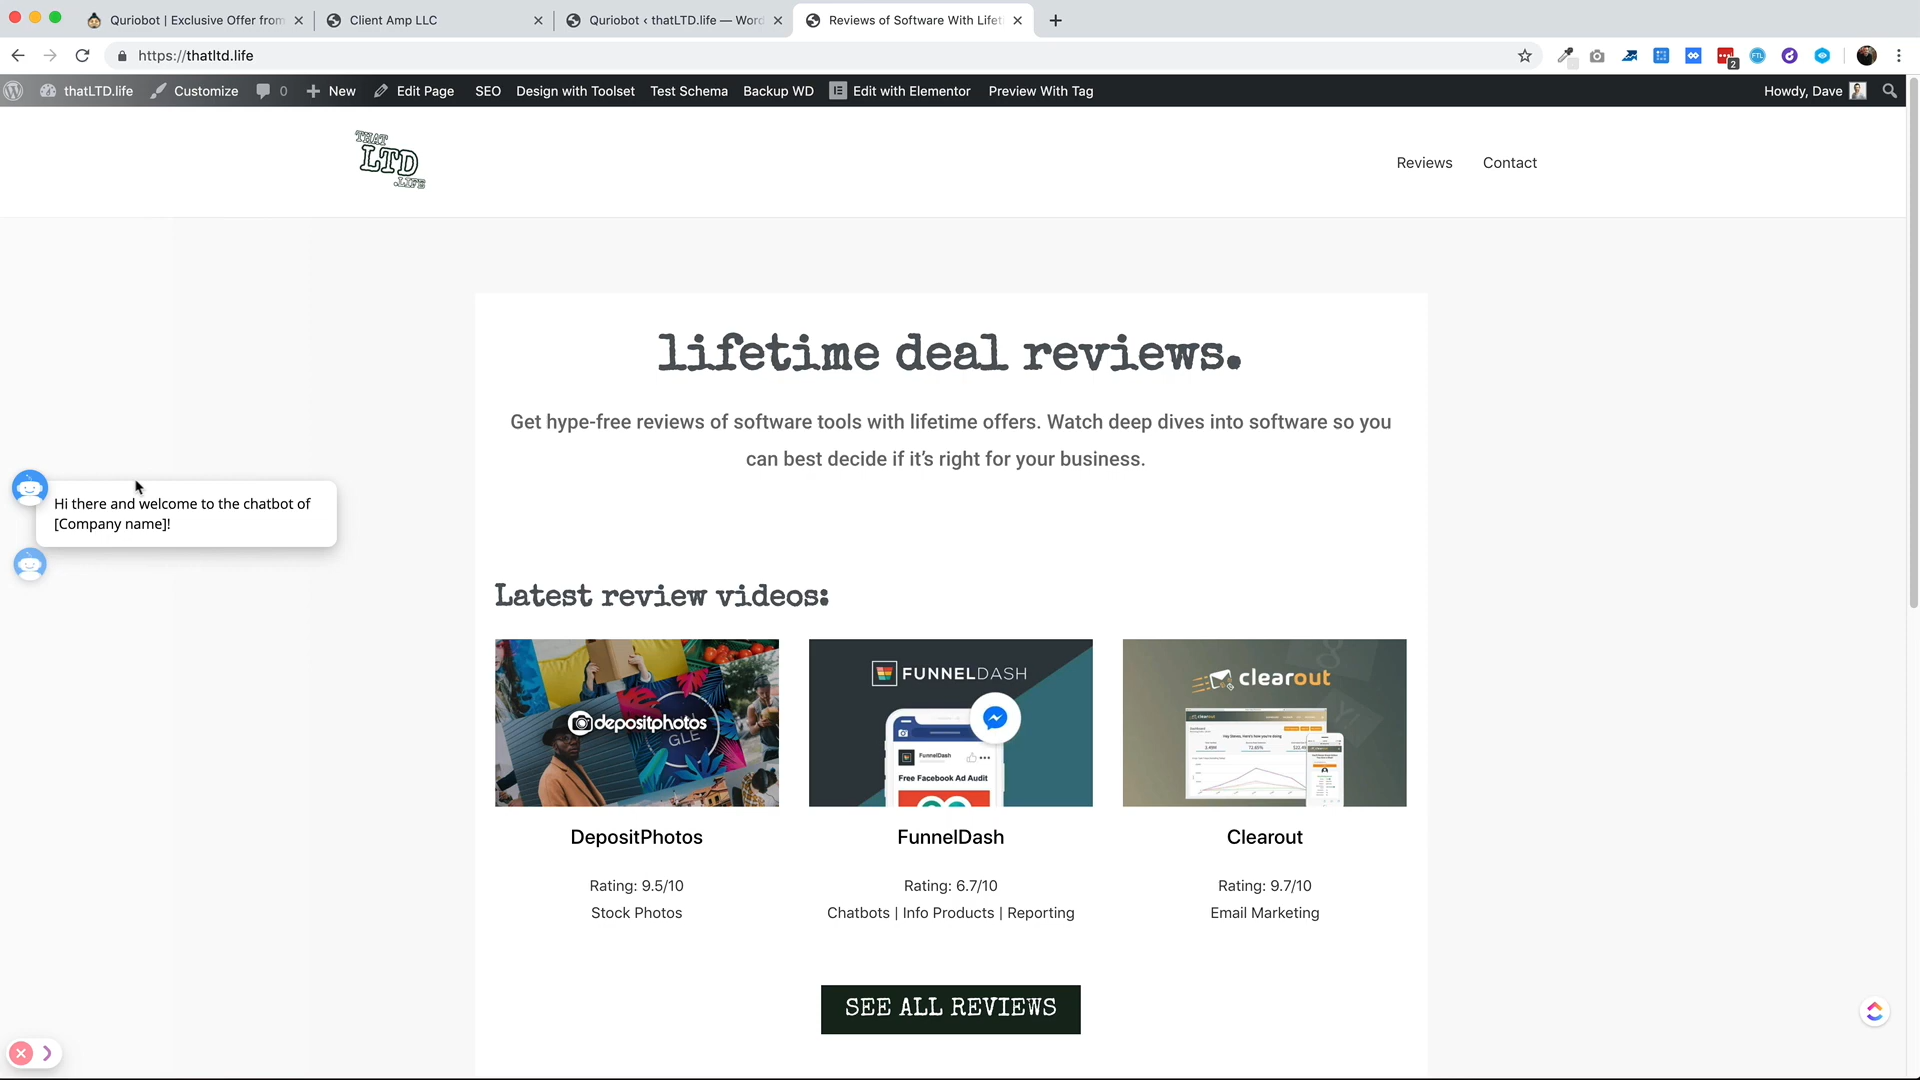 Quriobot | Exclusive Offer from
Client Amp LLC
Quriobot ‹ thatLTD.life — Word
Reviews of Software With Lifet
https://thatltd.life
2
FTL
thatLTD.life
Customize
0
New
Edit Page
SEO
Design with Toolset
Test Schema
Backup WD
Edit with Elementor
Preview With Tag
Howdy, Dave
THAT
LTD
.LIFE
Reviews
Contact
lifetime deal reviews.
Get hype-free reviews of software tools with lifetime offers. Watch deep dives into software so you
can best decide if it's right for your business.
Hi there and welcome to the chatbot of
[Company name]!
Latest review videos:
depositphotos
GLE
FUNNELDASH
FunnelDash
Free Facebook Ad Audit
clearout
DepositPhotos
FunnelDash
Clearout
Rating: 9.5/10
Rating: 6.7/10
Rating: 9.7/10
Stock Photos
Chatbots | Info Products | Reporting
Email Marketing
SEE ALL REVIEWS